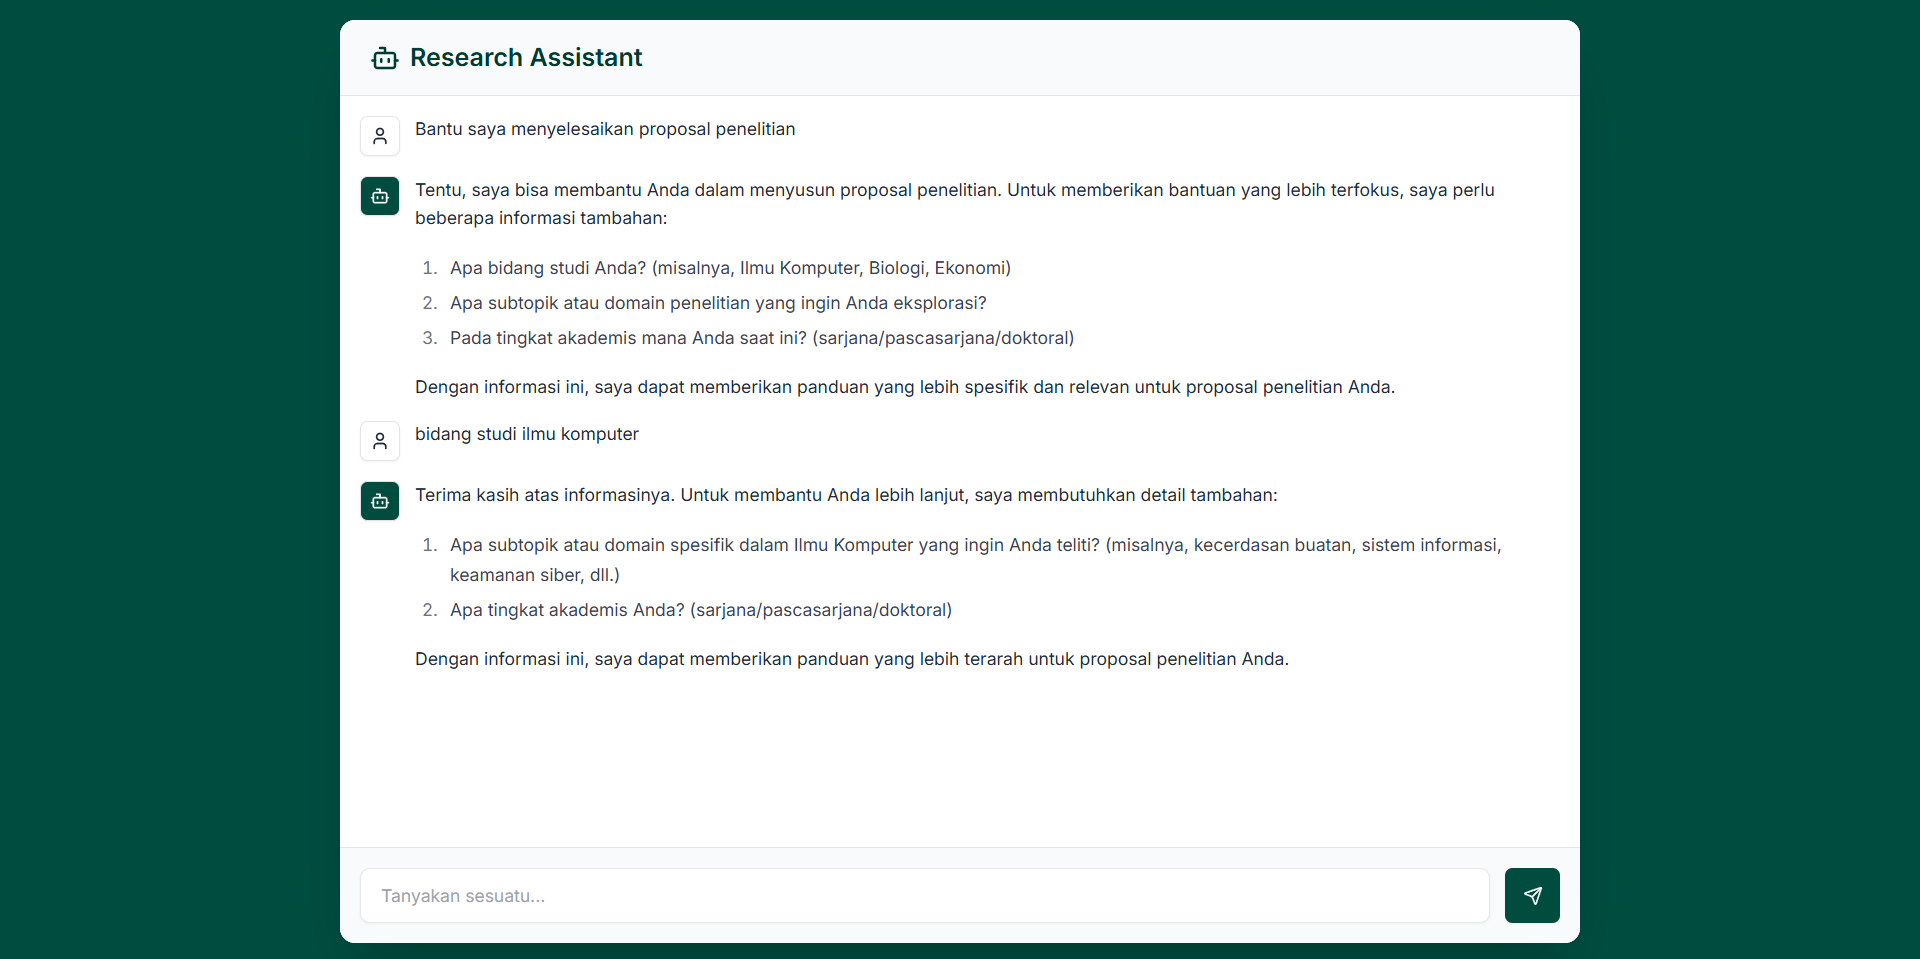 Research Assistant
Bantu saya menyelesaikan proposal penelitian
Tentu, saya bisa membantu Anda dalam menyusun proposal penelitian. Untuk memberikan bantuan yang lebih terfokus, saya perlu
beberapa informasi tambahan:
1. Apa bidang studi Anda? (misalnya, Ilmu Komputer, Biologi, Ekonomi)
2. Apa subtopik atau domain penelitian yang ingin Anda eksplorasi?
3. Pada tingkat akademis mana Anda saat ini? (sarjana/pascasarjana/doktoral)
Dengan informasi ini, saya dapat memberikan panduan yang lebih spesifik dan relevan untuk proposal penelitian Anda.
bidang studi ilmu komputer
Terima kasih atas informasinya. Untuk membantu Anda lebih lanjut, saya membutuhkan detail tambahan:
1. Apa subtopik atau domain spesifik dalam Ilmu Komputer yang ingin Anda teliti? (misalnya, kecerdasan buatan, sistem informasi,
keamanan siber, dll.)
2. Apa tingkat akademis Anda? (sarjana/pascasarjana/doktoral)
Dengan informasi ini, saya dapat memberikan panduan yang lebih terarah untuk proposal penelitian Anda.
Tanyakan sesuatu...